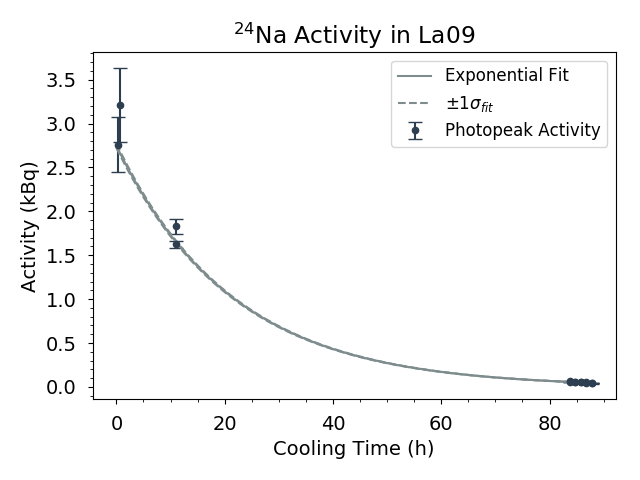 ²⁴Na Activity in La09
Exponential Fit
±1σ_fit
Photopeak Activity
Activity (kBq)
3.5
3.0
2.5
2.0
1.5
1.0
0.5
0.0
0 20 40 60 80
Cooling Time (h)